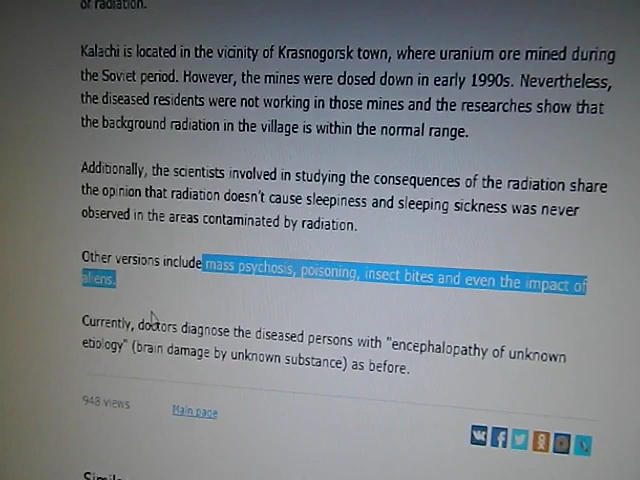 of radiation.
Kalachi is located in the vicinity of Krasnogorsk town, where uranium ore mined during
the Soviet period. However, the mines were closed down in early 1990s. Nevertheless,
the diseased residents were not working in those mines and the researches show that
the background radiation in the village is within the normal range.
Additionally, the scientists involved in studying the consequences of the radiation share
the opinion that radiation doesn't cause sleepiness and sleeping sickness was never
observed in the areas contaminated by radiation.
Other versions include mass psychosis, poisoning, insect bites and even the impact of
aliens.
Currently, doctors diagnose the diseased persons with "encephalopathy of unknown
etiology" (brain damage by unknown substance) as before.
948 views Main page